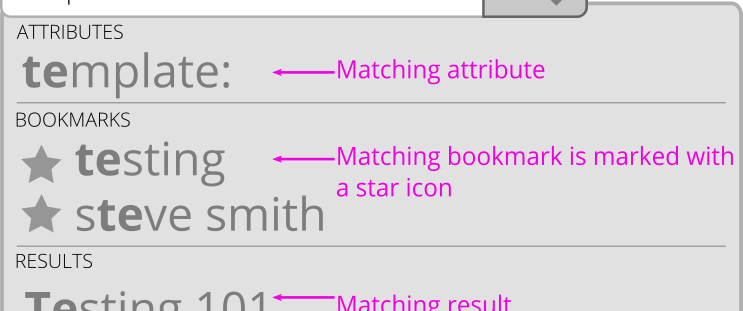 ATTRIBUTES
template:
Matching attribute
BOOKMARKS
testing
Matching bookmark is marked with
a star icon
steve smith
RESULTS
Testing 101
Matching result